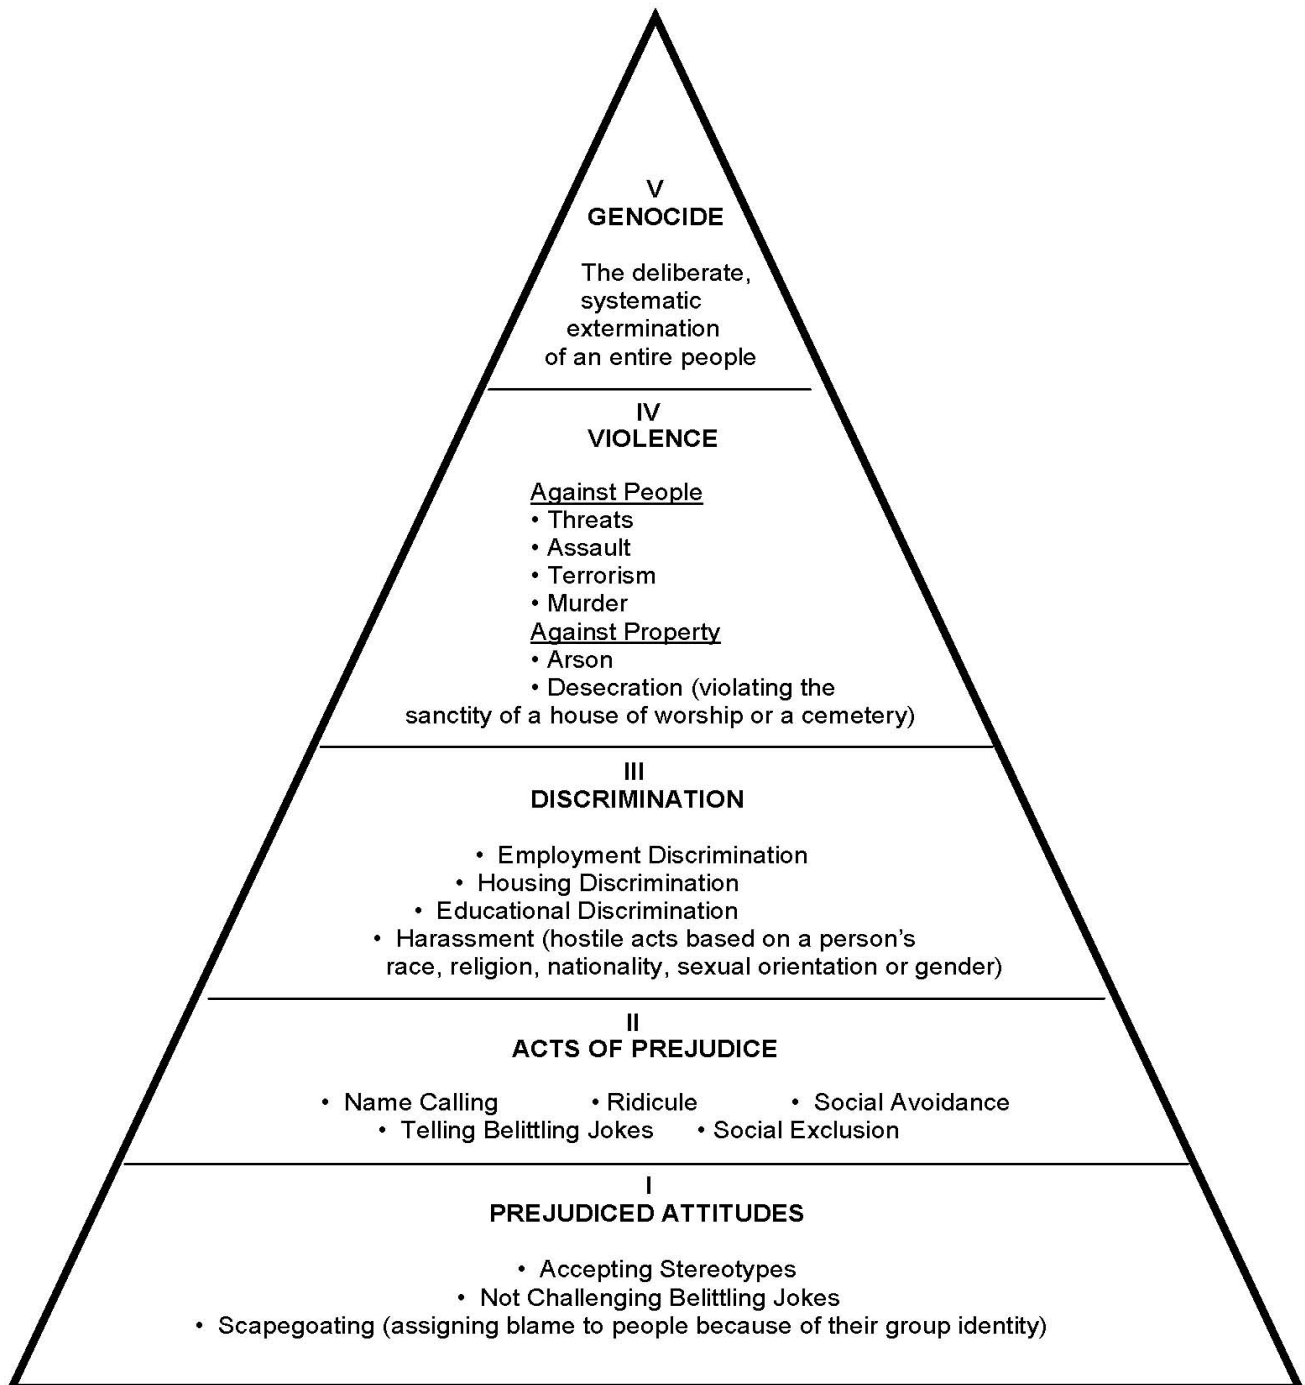 V
GENOCIDE
The deliberate,
systematic
extermination
of an entire people
IV
VIOLENCE
Against People
• Threats
• Assault
• Terrorism
• Murder
Against Property
• Arson
• Desecration (violating the
sanctity of a house of worship or a cemetery)
III
DISCRIMINATION
• Employment Discrimination
• Housing Discrimination
• Educational Discrimination
• Harassment (hostile acts based on a person’s
race, religion, nationality, sexual orientation or gender)
II
ACTS OF PREJUDICE
• Name Calling • Ridicule • Social Avoidance
• Telling Belittling Jokes • Social Exclusion
I
PREJUDICED ATTITUDES
• Accepting Stereotypes
• Not Challenging Belittling Jokes
• Scapegoating (assigning blame to people because of their group identity)